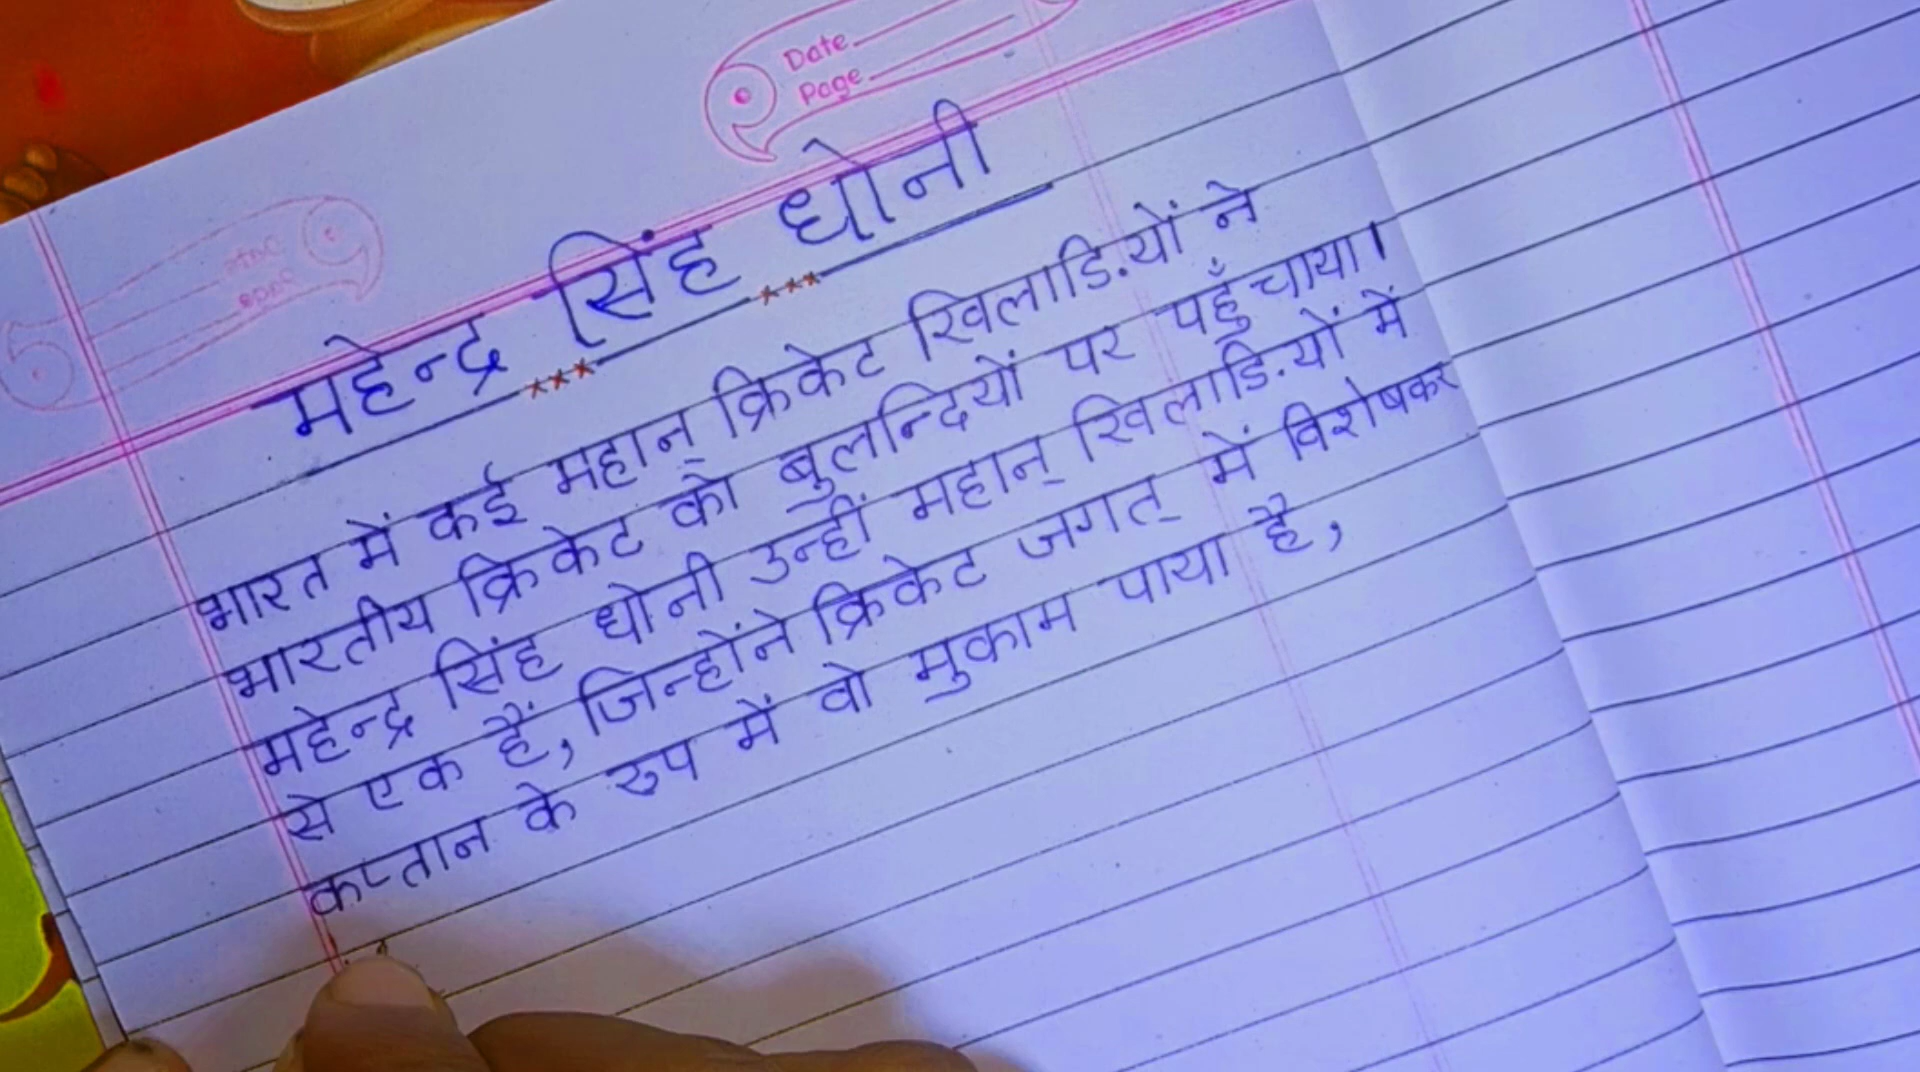 Date
Page
महेन्द्र सिंह धोनी
भारत में कई महान् क्रिकेट खिलाडि.यों ने
भारतीय क्रिकेट को बुलन्दियों पर पहुँचाया।
महेन्द्र सिंह धोनी उन्हीं महान् खिलाडि.यों में
से एक हैं, जिन्होंने क्रिकेट जगत् में विशेषकर
कप्तान के रुप में वो मुकाम पाया है,